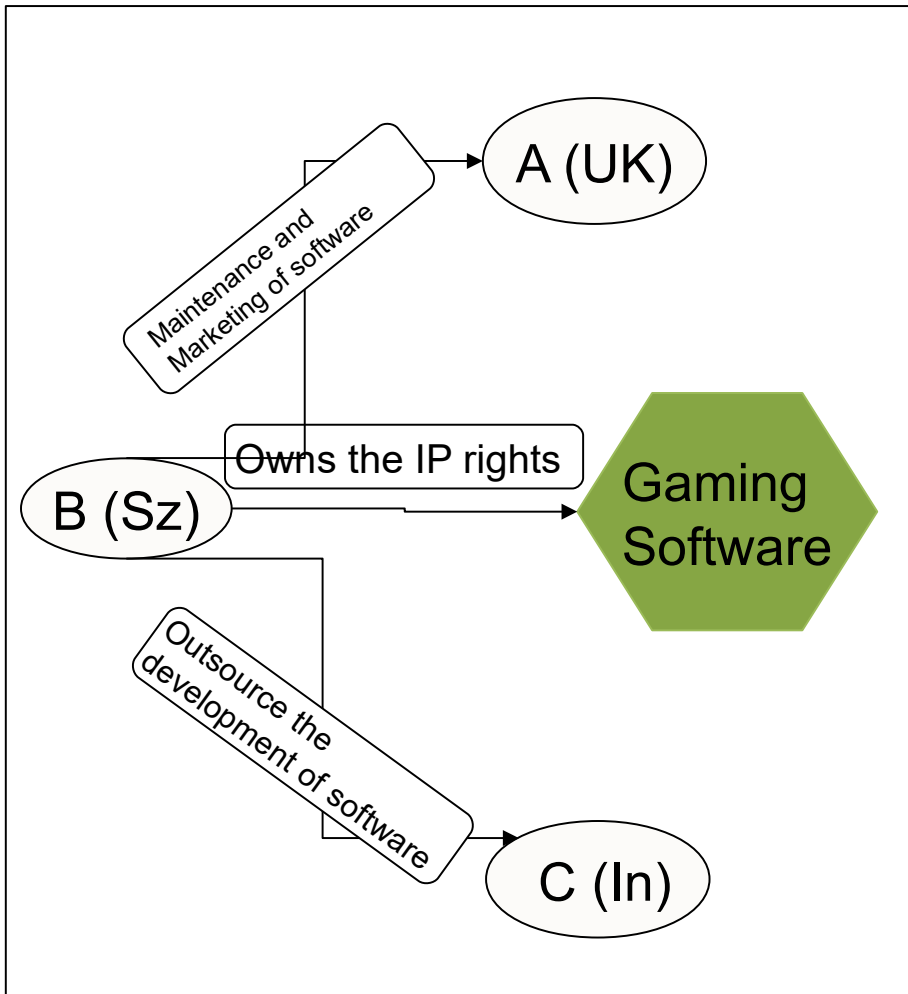 A (UK)
Maintenance and
Marketing of software
Owns the IP rights
B (Sz)
Gaming
Software
Outsource the
development of software
C (In)